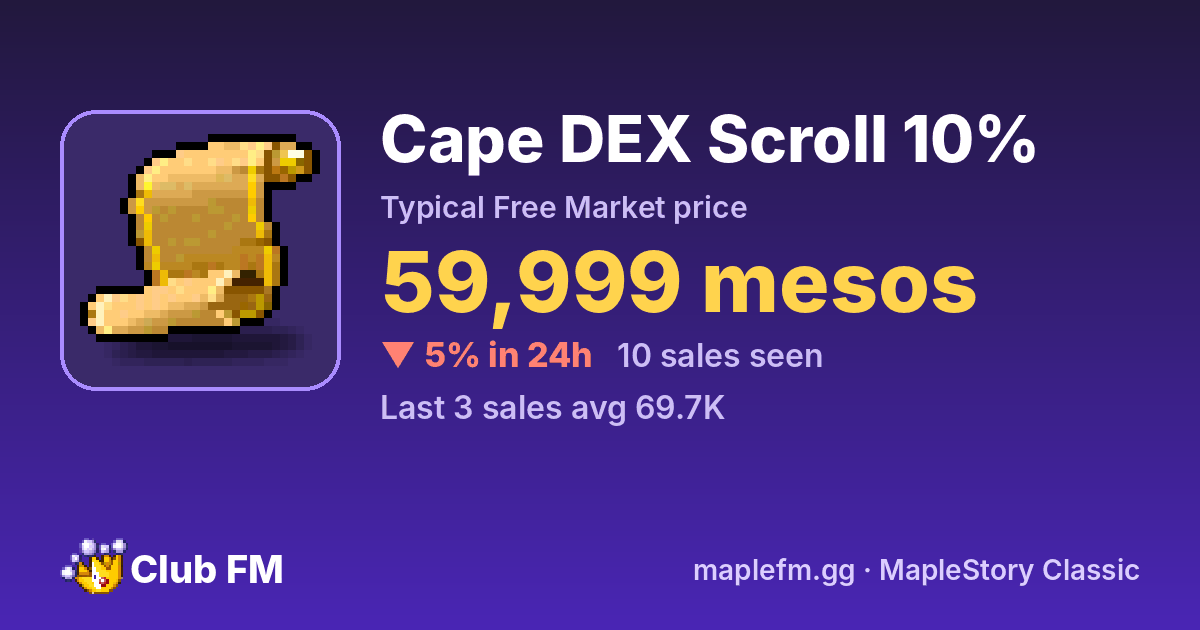 Cape DEX Scroll 10%
Typical Free Market price
59,999 mesos
▼ 5% in 24h 10 sales seen
Last 3 sales avg 69.7K
Club FM
maplefm.gg · MapleStory Classic